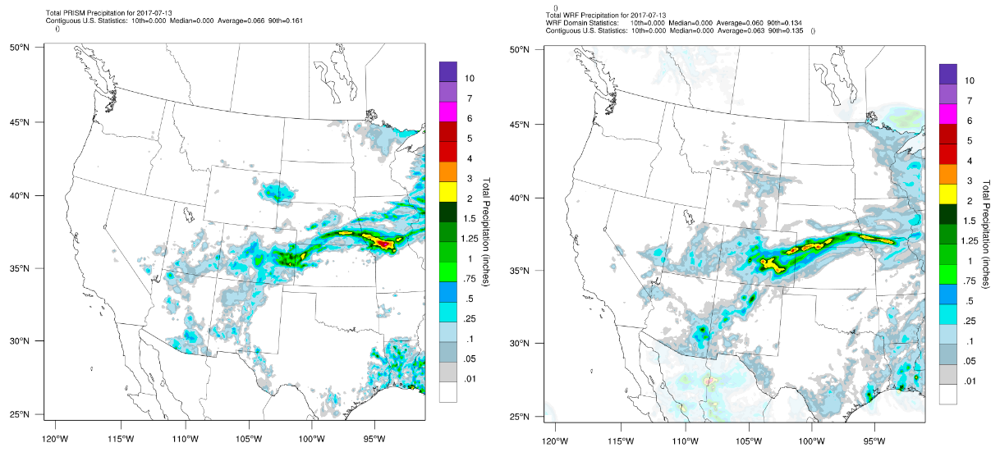 Total PRISM Precipitation for 2017-07-13
Contiguous U.S. Statistics: 10th=0.000 Median=0.000 Average=0.066 90th=0.161
()
50°N
45°N
40°N
35°N
30°N
25°N
120°W
110°W
105°W
100°W
95°W
10
7
6
5
4
3
2
1.5
1.25
1
.75
.5
.25
.1
.05
.01
Total Precipitation (inches)
()
Total WRF Precipitation for 2017-07-13
WRF Domain Statistics: 10th=0.000 Median=0.000 Average=0.060 90th=0.134
Contiguous U.S. Statistics: 10th=0.000 Median=0.000 Average=0.063 90th=0.135 ()
50°N
45°N
40°N
35°N
30°N
25°N
120°W
110°W
105°W
100°W
95°W
10
7
6
5
4
3
2
1.5
1.25
1
.75
.5
.25
.1
.05
.01
Total Precipitation (inches)